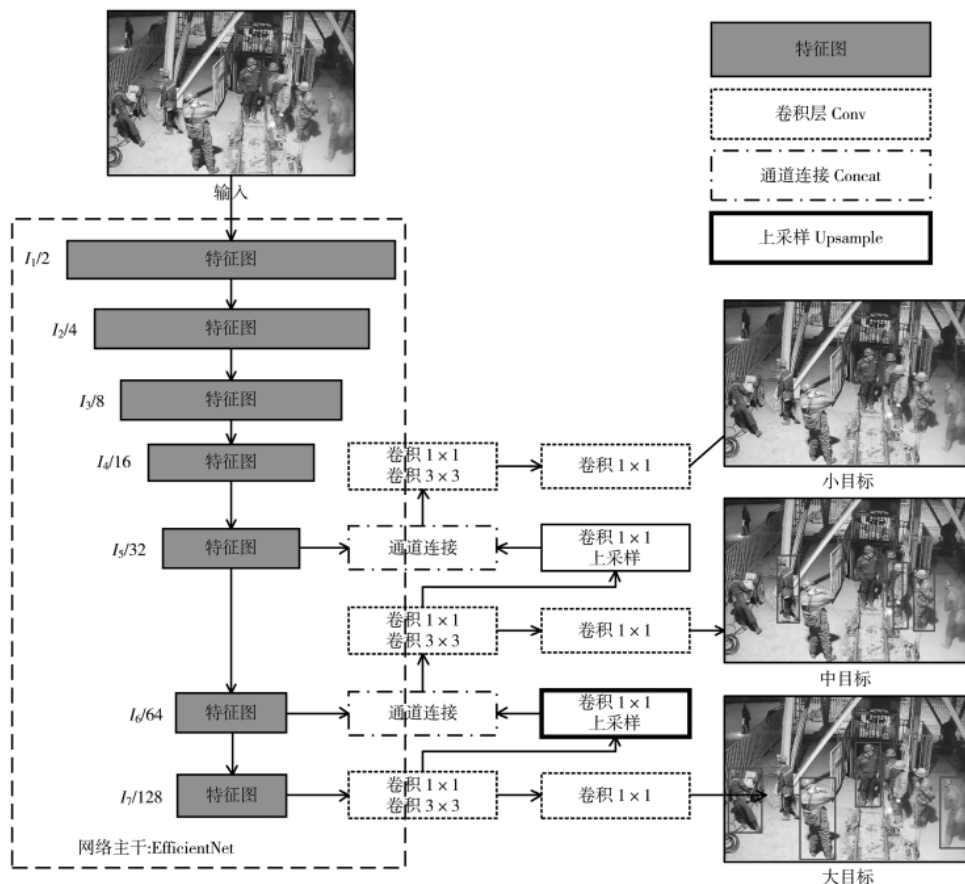 特征图
卷积层 Conv
通道连接 Concat
上采样 Upsample
输入
I₁/2
特征图
I₂/4
特征图
I₃/8
特征图
I₄/16
特征图
卷积 1 × 1
卷积 3 × 3
卷积 1 × 1
小目标
I₅/32
特征图
通道连接
卷积 1 × 1
上采样
卷积 1 × 1
卷积 3 × 3
卷积 1 × 1
中目标
I₆/64
特征图
通道连接
卷积 1 × 1
上采样
I₇/128
特征图
卷积 1 × 1
卷积 3 × 3
卷积 1 × 1
网络主干:EfficientNet
大目标